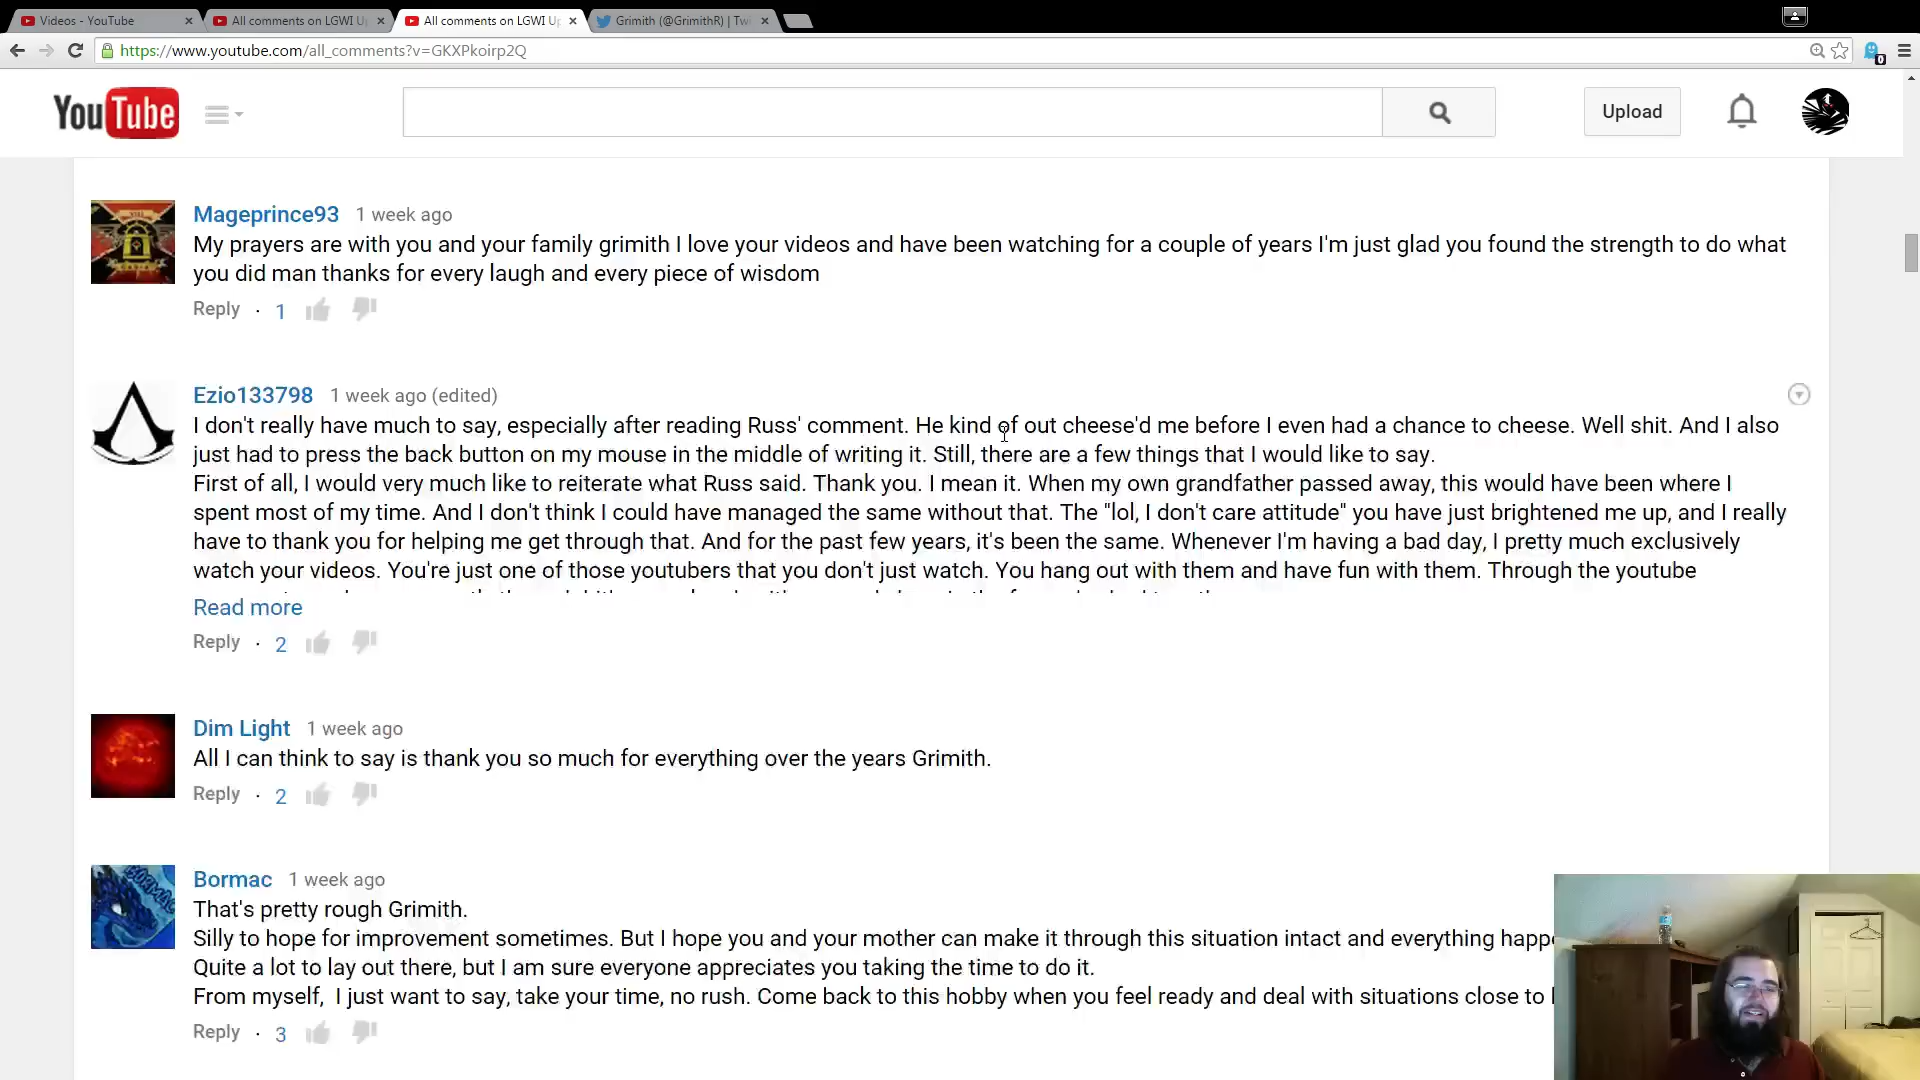 Videos - YouTube
All comments on LGWI U
All comments on LGWI U
Grimith (@GrimithR) | Tw
https://www.youtube.com/all_comments?v=GKXPkoirp2Q
0
YouTube
Upload
Mageprince93 1 week ago
My prayers are with you and your family grimith I love your videos and have been watching for a couple of years I'm just glad you found the strength to do what
you did man thanks for every laugh and every piece of wisdom
Reply · 1
Ezio133798 1 week ago (edited)
I don't really have much to say, especially after reading Russ' comment. He kind of out cheese'd me before I even had a chance to cheese. Well shit. And I also
just had to press the back button on my mouse in the middle of writing it. Still, there are a few things that I would like to say.
First of all, I would very much like to reiterate what Russ said. Thank you. I mean it. When my own grandfather passed away, this would have been where I
spent most of my time. And I don't think I could have managed the same without that. The "lol, I don't care attitude" you have just brightened me up, and I really
have to thank you for helping me get through that. And for the past few years, it's been the same. Whenever I'm having a bad day, I pretty much exclusively
watch your videos. You're just one of those youtubers that you don't just watch. You hang out with them and have fun with them. Through the youtube
Read more
Reply · 2
Dim Light 1 week ago
All I can think to say is thank you so much for everything over the years Grimith.
Reply · 2
BORMAC
Bormac 1 week ago
That's pretty rough Grimith.
Silly to hope for improvement sometimes. But I hope you and your mother can make it through this situation intact and everything happ
Quite a lot to lay out there, but I am sure everyone appreciates you taking the time to do it.
From myself, I just want to say, take your time, no rush. Come back to this hobby when you feel ready and deal with situations close to
Reply · 3